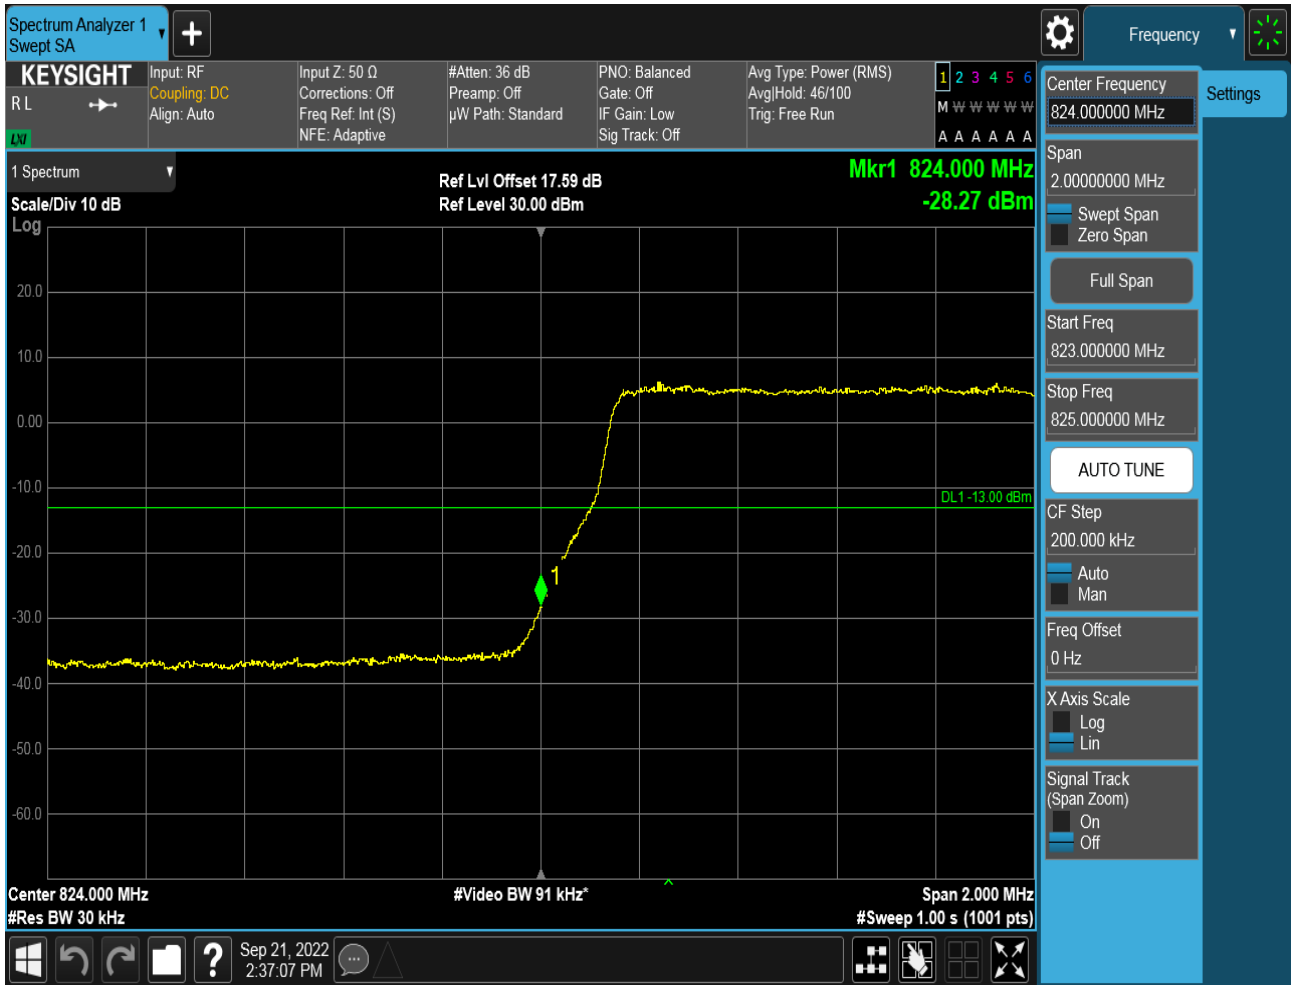 Spectrum Analyzer 1
Swept SA
+
Frequency
KEYSIGHT
R L
LXI
Input: RF
Coupling: DC
Align: Auto
Input Z: 50 Ω
Corrections: Off
Freq Ref: Int (S)
NFE: Adaptive
#Atten: 36 dB
Preamp: Off
µW Path: Standard
PNO: Balanced
Gate: Off
IF Gain: Low
Sig Track: Off
Avg Type: Power (RMS)
Avg|Hold: 46/100
Trig: Free Run
1 2 3 4 5 6
M W W W W W
A A A A A A
1 Spectrum
Scale/Div 10 dB
Log
Ref Lvl Offset 17.59 dB
Ref Level 30.00 dBm
Mkr1 824.000 MHz
-28.27 dBm
20.0
10.0
0.00
-10.0
-20.0
-30.0
-40.0
-50.0
-60.0
DL1 -13.00 dBm
1
Center 824.000 MHz
#Res BW 30 kHz
#Video BW 91 kHz*
Span 2.000 MHz
#Sweep 1.00 s (1001 pts)
Center Frequency
824.000000 MHz
Settings
Span
2.00000000 MHz
Swept Span
Zero Span
Full Span
Start Freq
823.000000 MHz
Stop Freq
825.000000 MHz
AUTO TUNE
CF Step
200.000 kHz
Auto
Man
Freq Offset
0 Hz
X Axis Scale
Log
Lin
Signal Track
(Span Zoom)
On
Off
?
Sep 21, 2022
2:37:07 PM